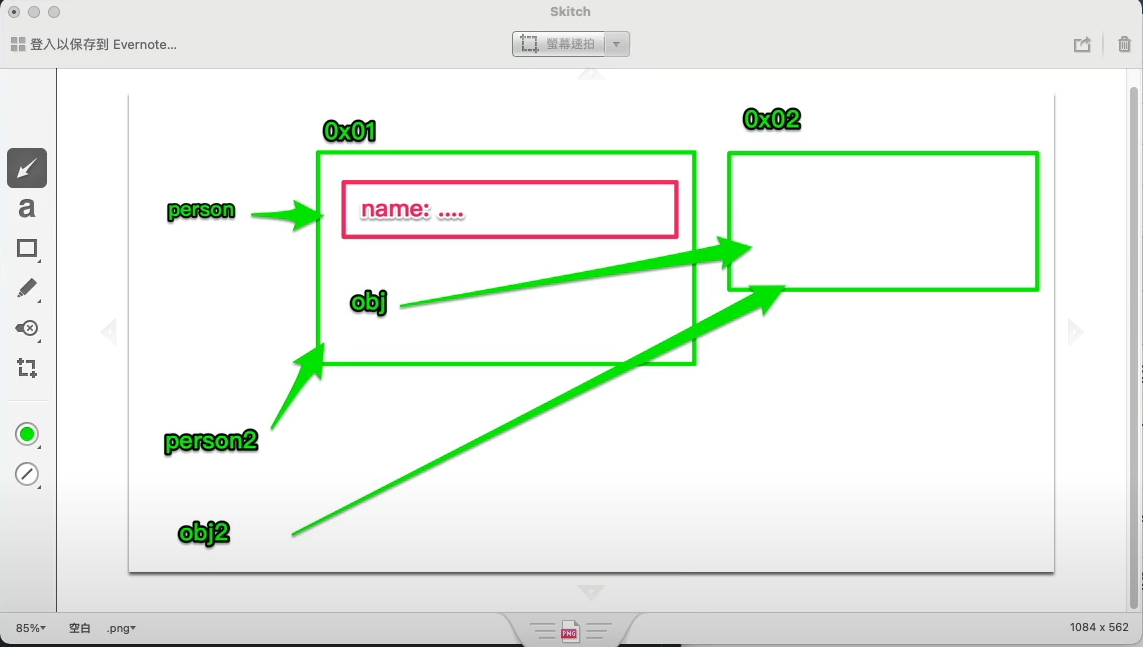 Skitch
登入以保存到 Evernote...
螢幕速拍
0x01
0x02
person
name: ....
obj
person2
obj2
a
85%
空白
.png
PNG
1084 x 562